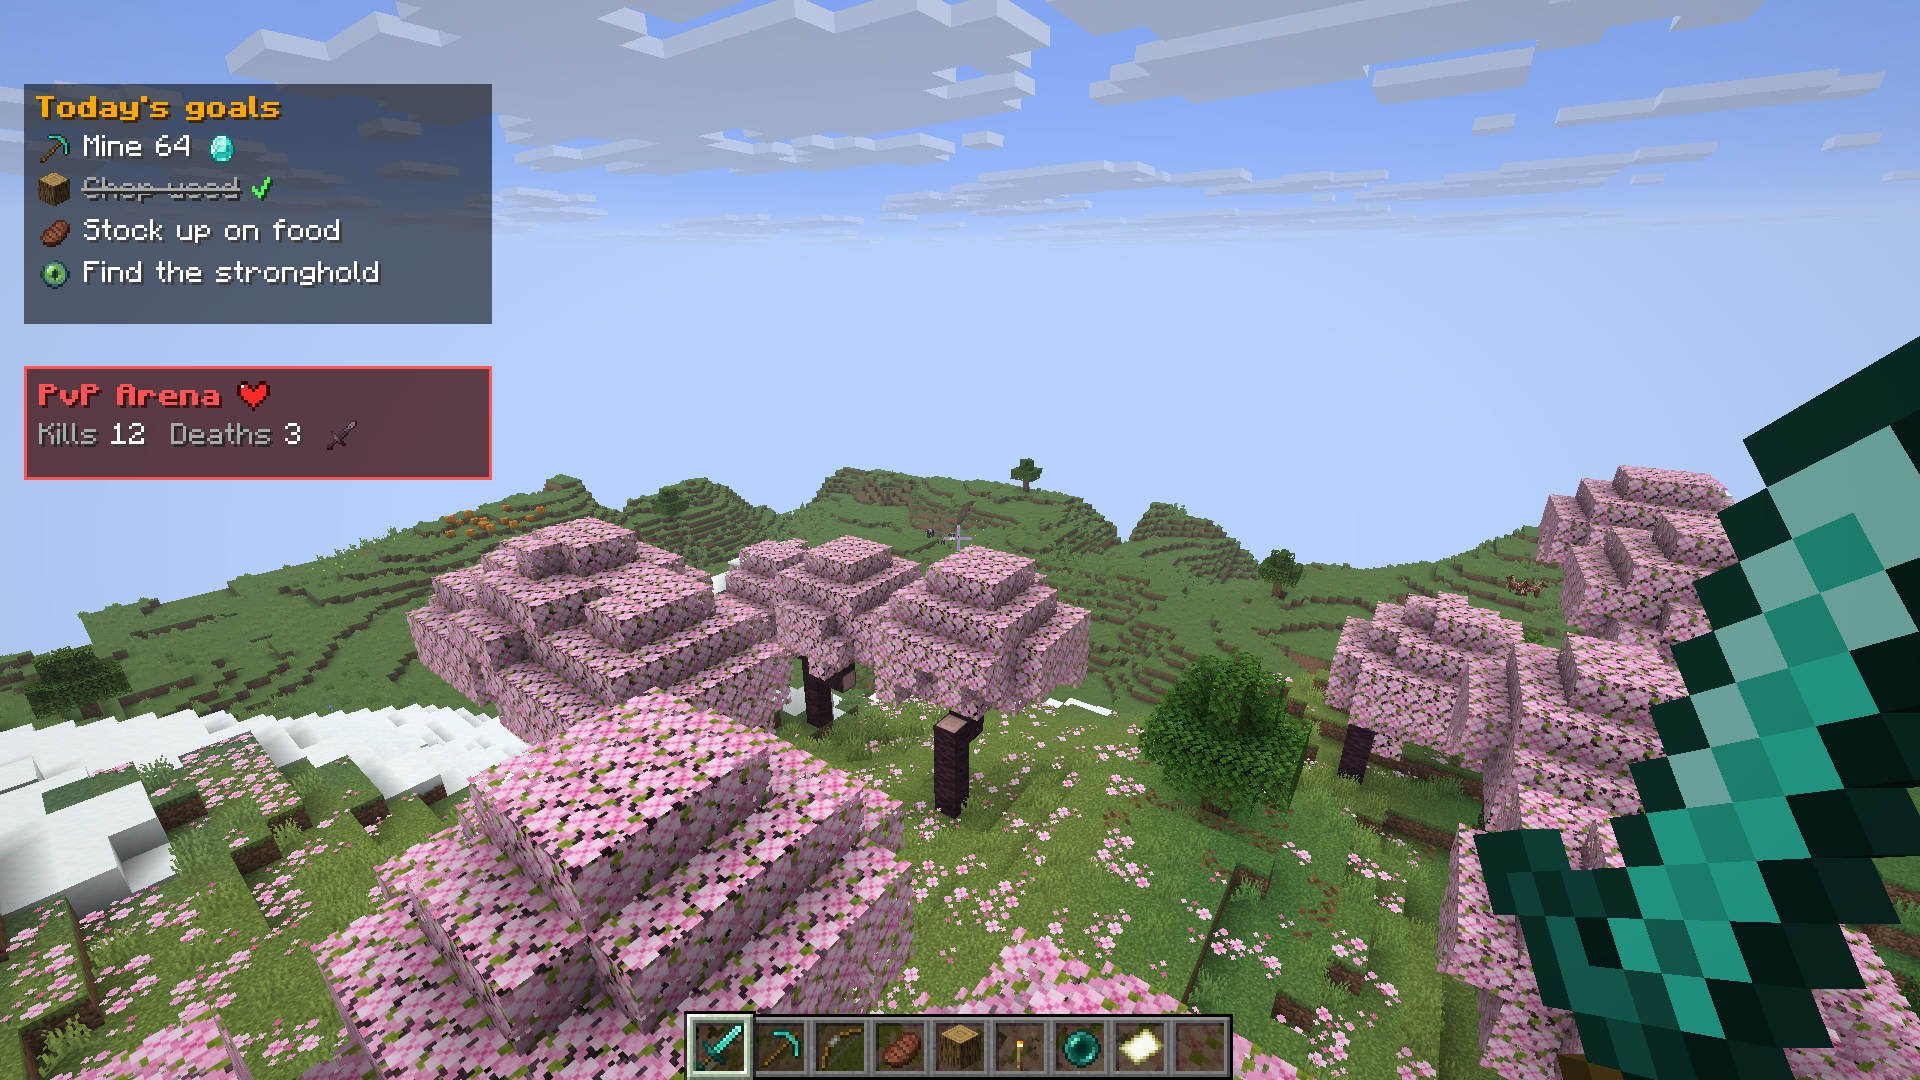 Today's goals
Mine 64
Chop wood
Stock up on food
Find the stronghold
PvP Arena
Kills 12 Deaths 3